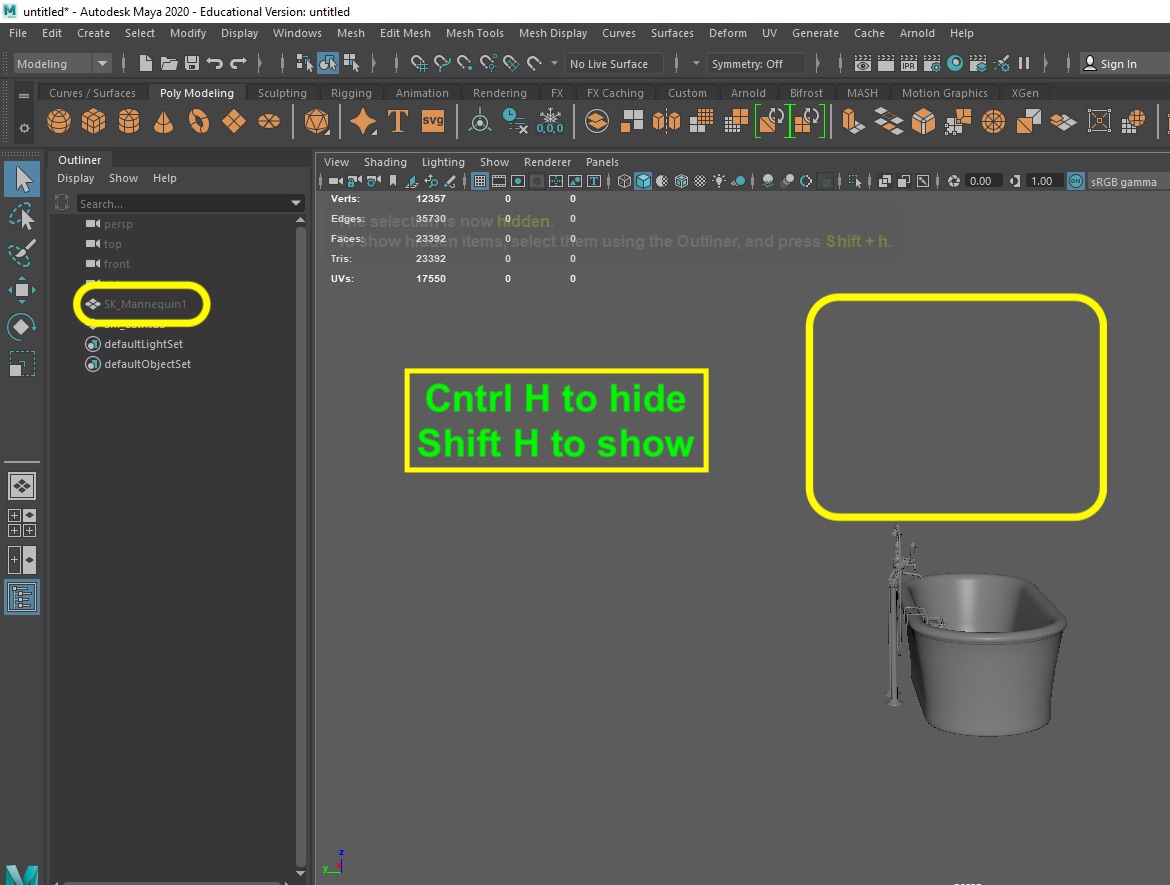 untitled* - Autodesk Maya 2020 - Educational Version: untitled
File Edit Create Select Modify Display Windows Mesh Edit Mesh Mesh Tools Mesh Display Curves Surfaces Deform UV Generate Cache Arnold Help
Modeling No Live Surface Symmetry: Off Sign In
Curves / Surfaces Poly Modeling Sculpting Rigging Animation Rendering FX FX Caching Custom Arnold Bifrost MASH Motion Graphics XGen
SVG
0,0,0
IPR
Outliner
Display Show Help
Search...
persp
top
front
SK_Mannequin1
defaultLightSet
defaultObjectSet
View Shading Lighting Show Renderer Panels
0.00 1.00 ON sRGB gamma
Verts: 12357 0 0
Edges: 35730 0 0
Faces: 23392 0 0
Tris: 23392 0 0
UVs: 17550 0 0
The selection is now hidden.
To show hidden items, select them using the Outliner, and press Shift + h.
Cntrl H to hide
Shift H to show
z
y